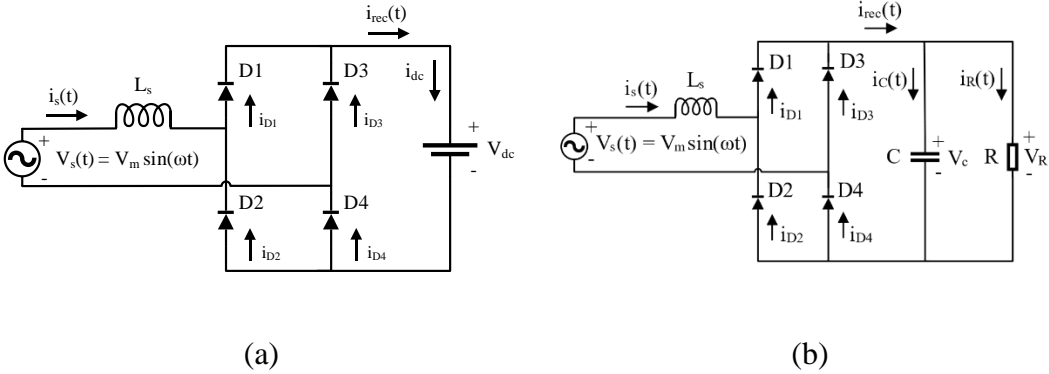 i_rec(t)
D1
D3
i_dc
L_s
i_s(t)
i_D1
i_D3
+
+
V_s(t) = V_m sin(ωt)
V_dc
-
-
D2
D4
i_D2
i_D4
(a)
i_rec(t)
D1
D3
i_C(t)
i_R(t)
L_s
i_s(t)
i_D1
i_D3
+
+
+
V_s(t) = V_m sin(ωt)
C
V_c
R
V_R
-
-
-
D2
D4
i_D2
i_D4
(b)